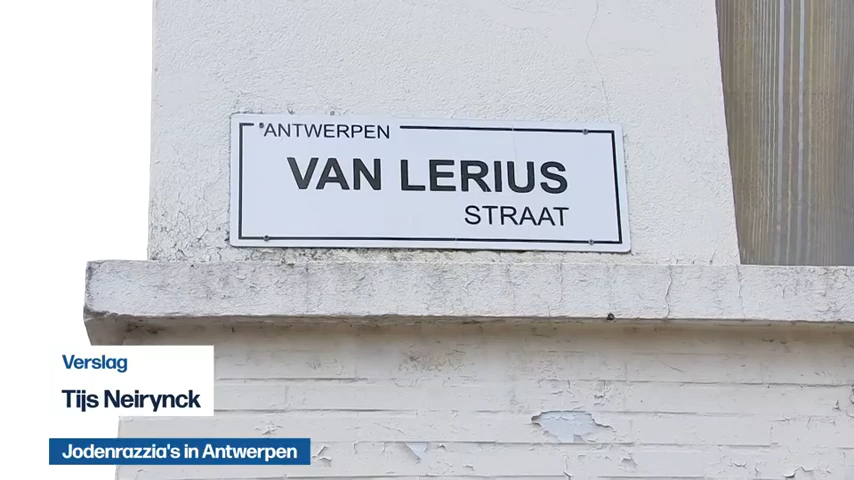 ANTWERPEN
VAN LERIUS
STRAAT
Verslag
Tijs Neirynck
Jodenrazzia's in Antwerpen